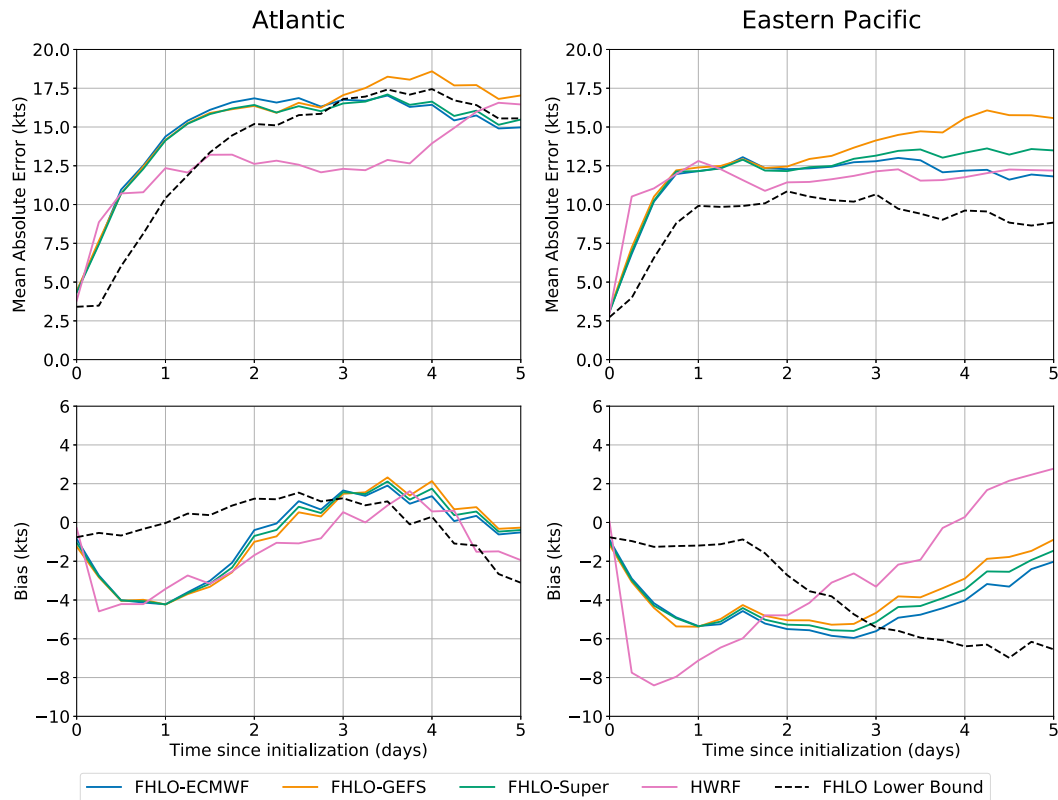 Atlantic
Eastern Pacific
Mean Absolute Error (kts)
20.0
17.5
15.0
12.5
10.0
7.5
5.0
2.5
0.0
0 1 2 3 4 5
Mean Absolute Error (kts)
20.0
17.5
15.0
12.5
10.0
7.5
5.0
2.5
0.0
0 1 2 3 4 5
Bias (kts)
6
4
2
0
−2
−4
−6
−8
−10
0 1 2 3 4 5
Time since initialization (days)
Bias (kts)
6
4
2
0
−2
−4
−6
−8
−10
0 1 2 3 4 5
Time since initialization (days)
FHLO-ECMWF FHLO-GEFS FHLO-Super HWRF FHLO Lower Bound